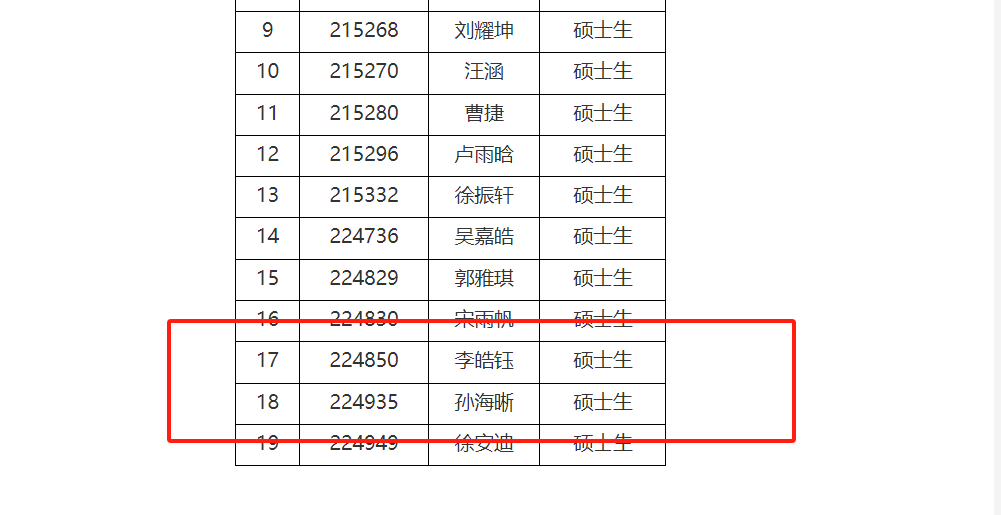 9 215268 刘耀坤 硕士生
10 215270 汪涵 硕士生
11 215280 曹捷 硕士生
12 215296 卢雨晗 硕士生
13 215332 徐振轩 硕士生
14 224736 吴嘉皓 硕士生
15 224829 郭雅琪 硕士生
16 224830 宋雨帆 硕士生
17 224850 李皓钰 硕士生
18 224935 孙海晰 硕士生
19 224949 徐安迪 硕士生